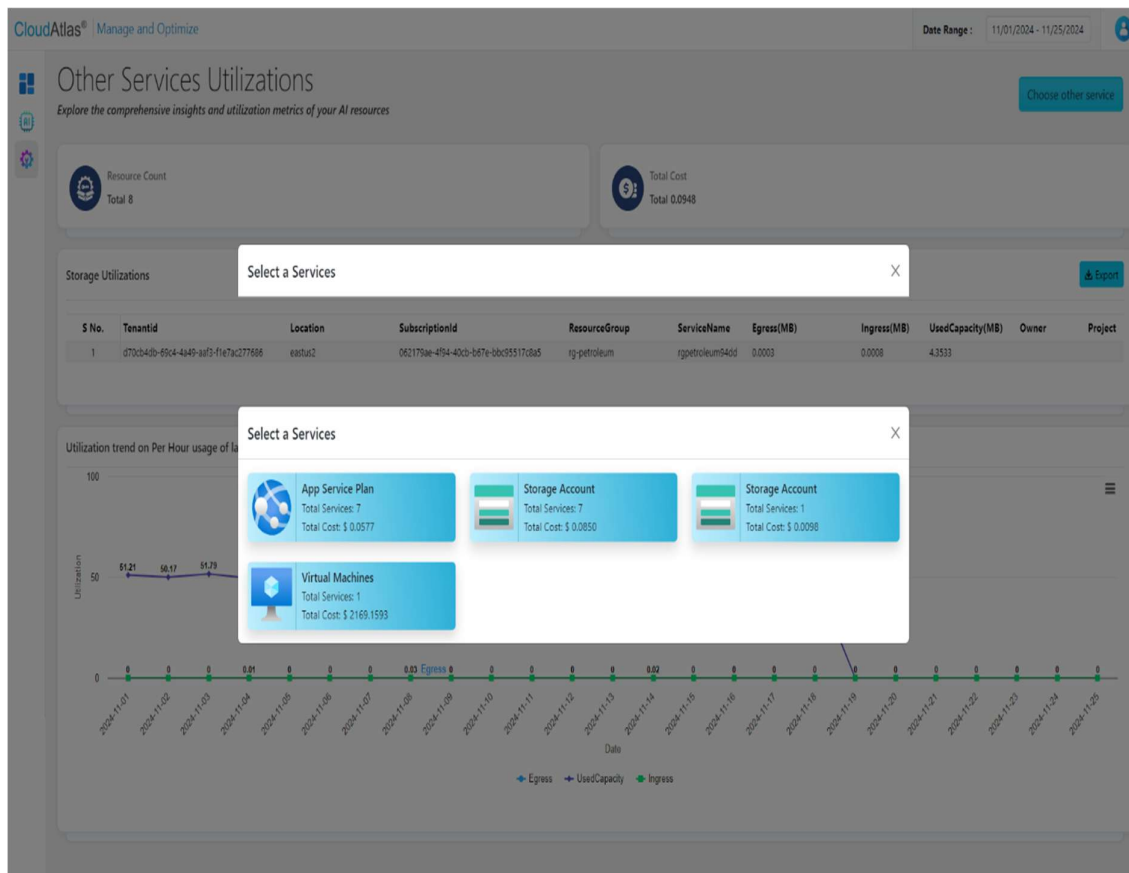 CloudAtlas® | Manage and Optimize
Date Range : 11/01/2024 - 11/25/2024
Other Services Utilizations
Choose other service
Explore the comprehensive insights and utilization metrics of your AI resources
Resource Count
Total 8
Total Cost
Total 0.0948
Select a Services X
Storage Utilizations
Export
S No. Tenantid Location SubscriptionId ResourceGroup ServiceName Egress(MB) Ingress(MB) UsedCapacity(MB) Owner Project
1 d70cb4db-69c4-4a49-aaf3-f1e7ac277686 eastus2 062179ae-4f94-40cb-b67e-bbc95517c8a5 rg-petroleum rgpetroleum94dd 0.0003 0.0008 4.3533
Select a Services X
Utilization trend on Per Hour usage of la
App Service Plan
Total Services: 7
Total Cost: $ 0.0577
Storage Account
Total Services: 7
Total Cost: $ 0.0850
Storage Account
Total Services: 1
Total Cost: $ 0.0098
Virtual Machines
Total Services: 1
Total Cost: $ 2169.1593
Utilization
100
50
0
51.21 50.17 51.79
0 0 0 0.01 0 0 0 0.03 Egress 0 0 0 0 0 0.02 0 0 0 0 0 0 0 0 0 0 0
2024-11-01 2024-11-02 2024-11-03 2024-11-04 2024-11-05 2024-11-06 2024-11-07 2024-11-08 2024-11-09 2024-11-10 2024-11-11 2024-11-12 2024-11-13 2024-11-14 2024-11-15 2024-11-16 2024-11-17 2024-11-18 2024-11-19 2024-11-20 2024-11-21 2024-11-22 2024-11-23 2024-11-24 2024-11-25
Date
Egress UsedCapacity Ingress